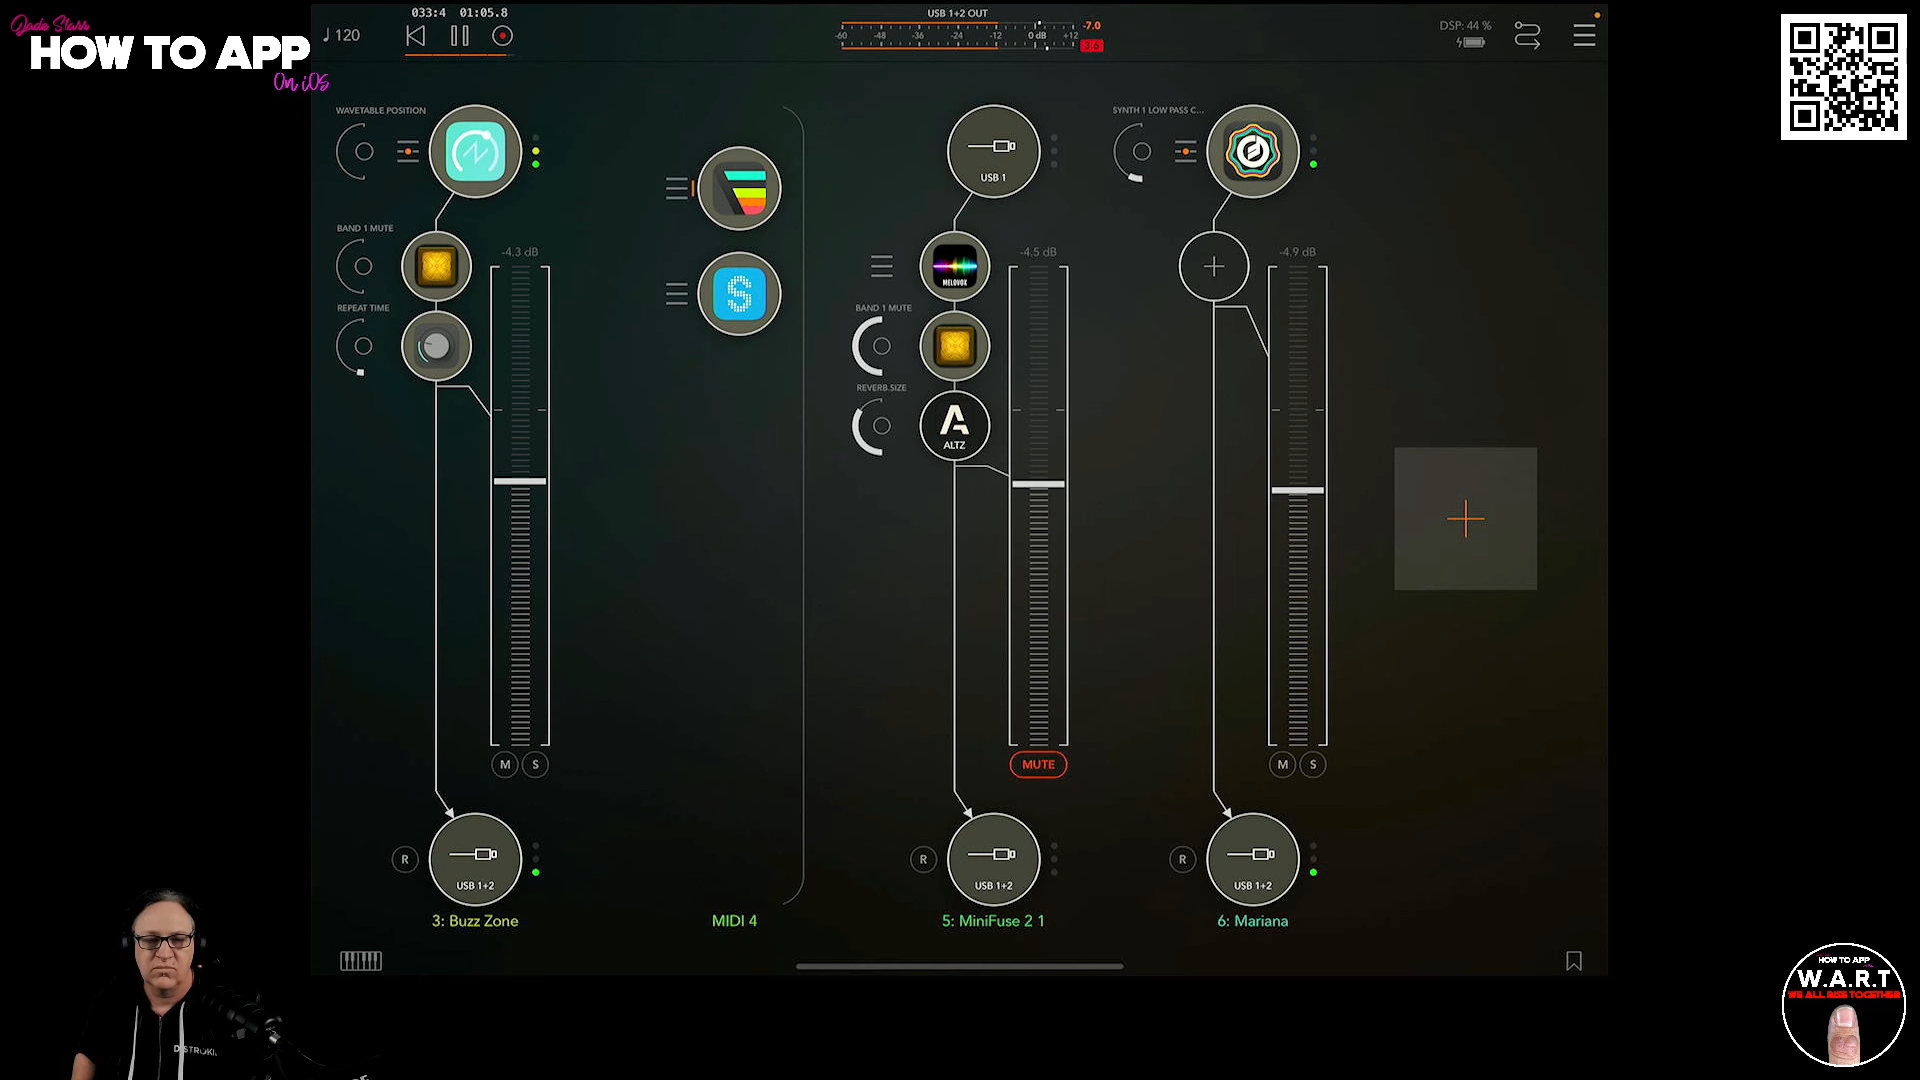 Jade Starr
HOW TO APP
On iOS
♩ 120
033:4 01:05.8
USB 1+2 OUT
-60 -48 -36 -24 -12 0 dB +12
-7.0
3.6
DSP: 44 %
WAVETABLE POSITION
BAND 1 MUTE
REPEAT TIME
-4.3 dB
M S
R
USB 1+2
3: Buzz Zone
S
MIDI 4
USB 1
MELOVOX
BAND 1 MUTE
REVERB.SIZE
ALTZ
-4.5 dB
MUTE
R
USB 1+2
5: MiniFuse 2 1
SYNTH 1 LOW PASS C...
-4.9 dB
M S
R
USB 1+2
6: Mariana
HOW TO APP
W.A.R.T
WE ALL RISE TOGETHER